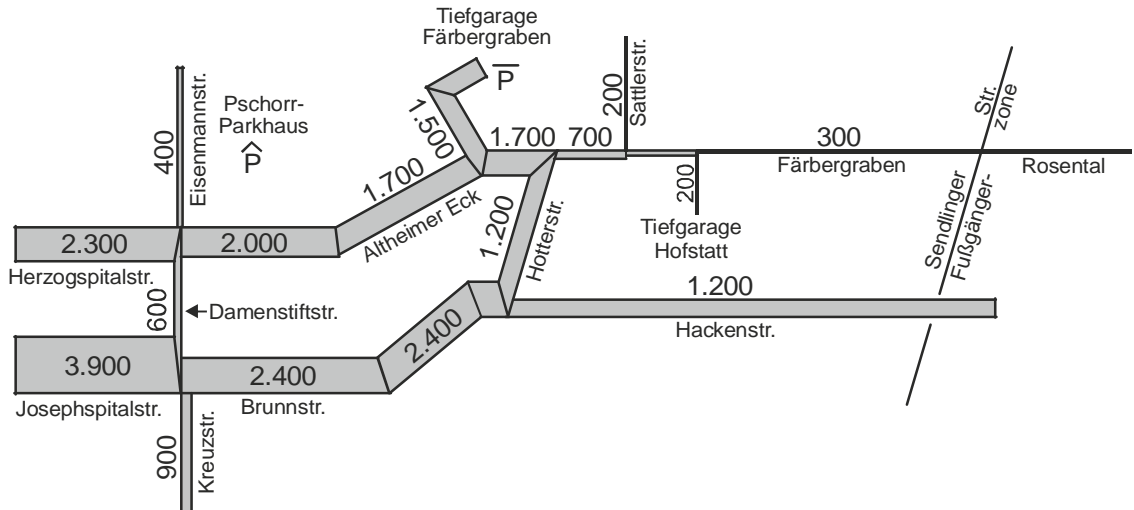 Tiefgarage
Färbergraben
P
Sattlerstr.
200
Str.
zone
Eisenmannstr.
400
Pschorr-
Parkhaus
P
1.500
1.700
700
300
Färbergraben
Rosental
1.700
Altheimer Eck
200
Tiefgarage
Hofstatt
1.200
Hotterstr.
Sendlinger
Fußgänger-
2.300
2.000
Herzogspitalstr.
600
Damenstiftstr.
1.200
Hackenstr.
2.400
3.900
2.400
Josephspitalstr.
Brunnstr.
900
Kreuzstr.